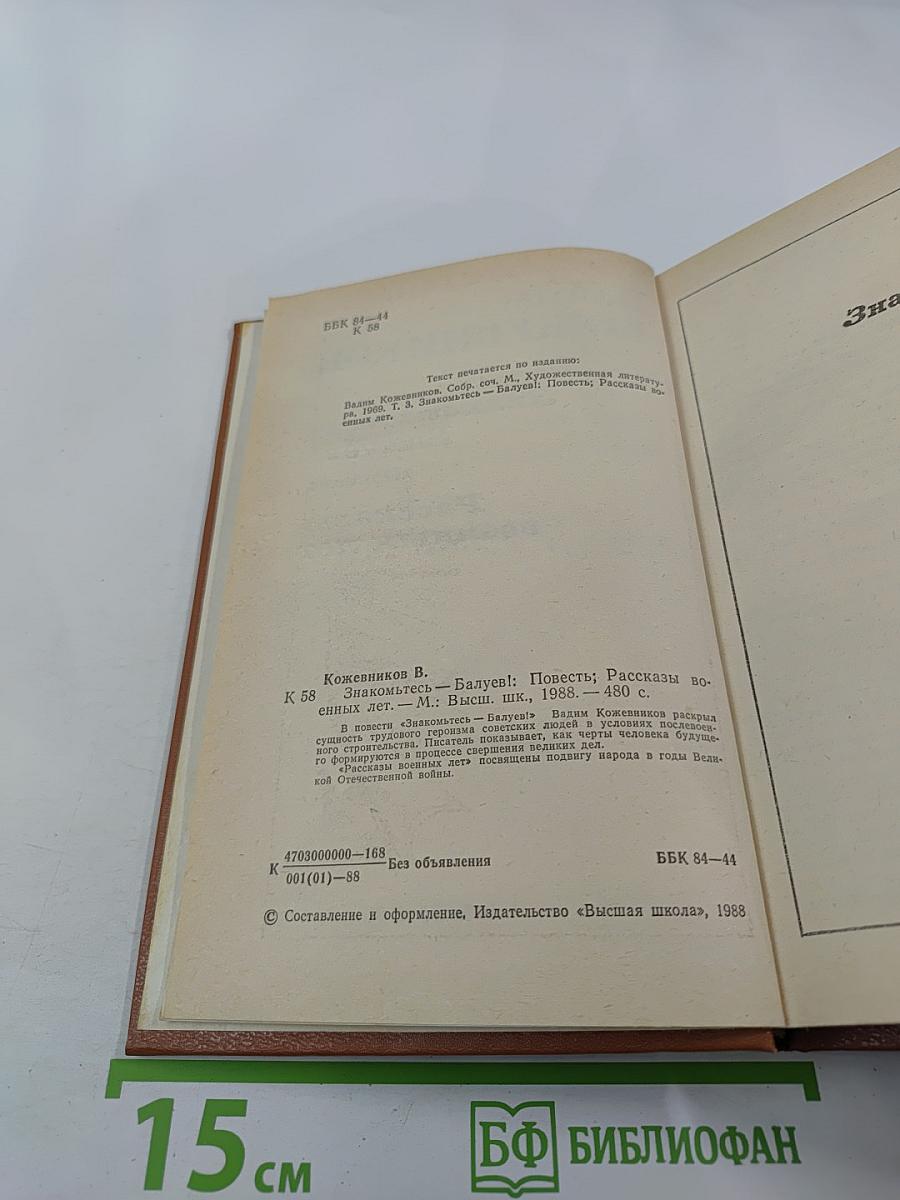 ББК 84—44
К 58
Текст печатается по изданию:
Вадим Кожевников. Собр. соч. М., Художественная литерату-
ра, 1969. Т. 3. Знакомьтесь — Балуев!: Повесть; Рассказы во-
енных лет.
Кожевников В.
К 58 Знакомьтесь — Балуев!: Повесть; Рассказы во-
енных лет. — М.: Высш. шк., 1988. — 480 с.
В повести «Знакомьтесь — Балуев!» Вадим Кожевников раскрыл
сущность трудового героизма советских людей в условиях послевоен-
ного строительства. Писатель показывает, как черты человека будуще-
го формируются в процессе свершения великих дел.
«Рассказы военных лет» посвящены подвигу народа в годы Вели-
кой Отечественной войны.
К 4703000000—168 Без объявления ББК 84—44
001(01)—88
© Составление и оформление, Издательство «Высшая школа», 1988
Зна
15 см
БФ БИБЛИОФАН